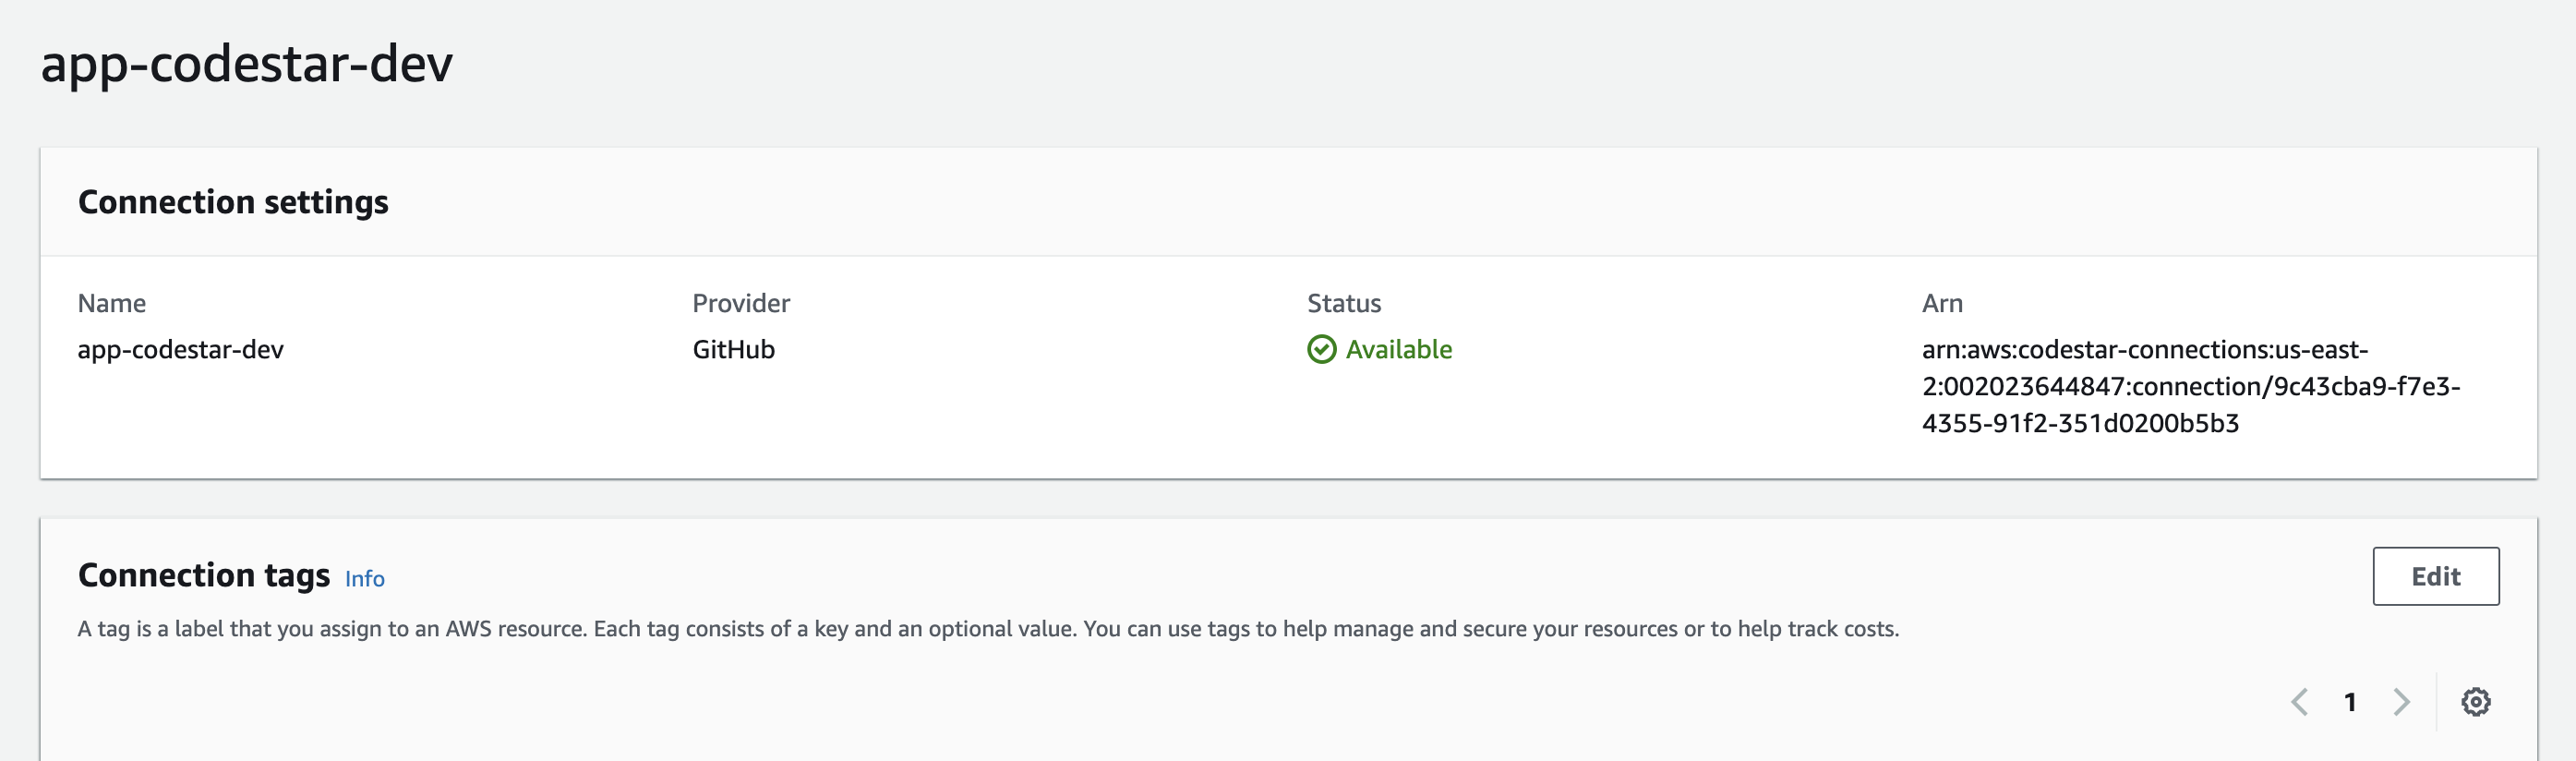 app-codestar-dev
Connection settings
Name
Provider
Status
Arn
app-codestar-dev
GitHub
Available
arn:aws:codestar-connections:us-east-
2:002023644847:connection/9c43cba9-f7e3-
4355-91f2-351d0200b5b3
Connection tags Info
Edit
A tag is a label that you assign to an AWS resource. Each tag consists of a key and an optional value. You can use tags to help manage and secure your resources or to help track costs.
1